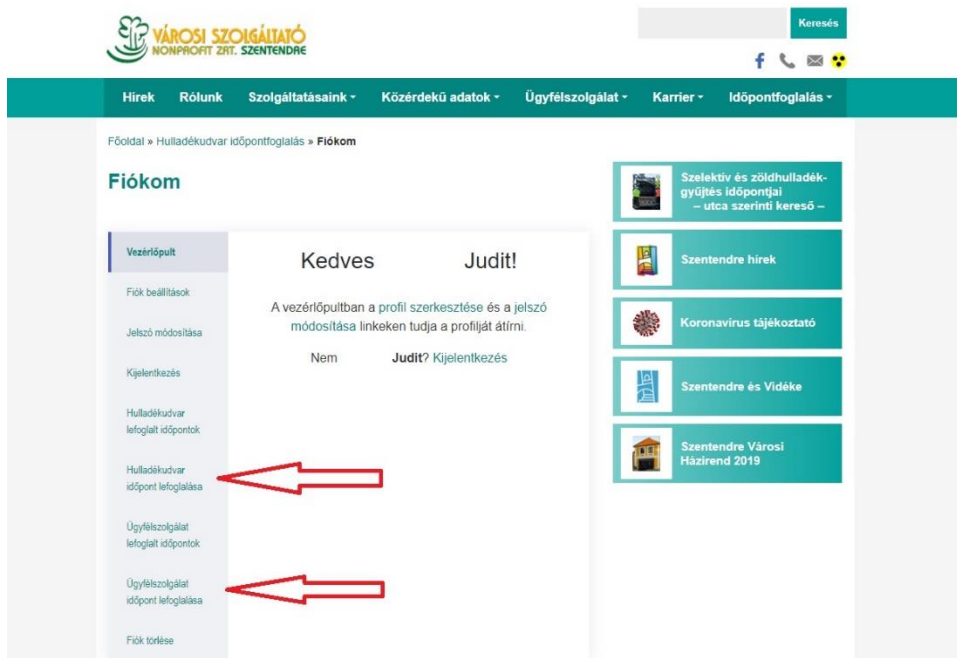 VÁROSI SZOLGÁLTATÓ
NONPROFIT ZRT. SZENTENDRE
Keresés
Hírek Rólunk Szolgáltatásaink Közérdekű adatok Ügyfélszolgálat Karrier Időpontfoglalás
Főoldal » Hulladékudvar időpontfoglalás » Fiókom
Fiókom
Vezérlőpult
Fiók beállítások
Jelszó módosítása
Kijelentkezés
Hulladékudvar
lefoglalt időpontok
Hulladékudvar
időpont lefoglalása
Ügyfélszolgálat
lefoglalt időpontok
Ügyfélszolgálat
időpont lefoglalása
Fiók törlése
Kedves Judit!
A vezérlőpultban a profil szerkesztése és a jelszó
módosítása linkeken tudja a profilját átírni.
Nem Judit? Kijelentkezés
Szelektív és zöldhulladék-
gyűjtés időpontjai
– utca szerinti kereső –
Szentendre hírek
Koronavírus tájékoztató
Szentendre és Vidéke
Szentendre Városi
Házirend 2019